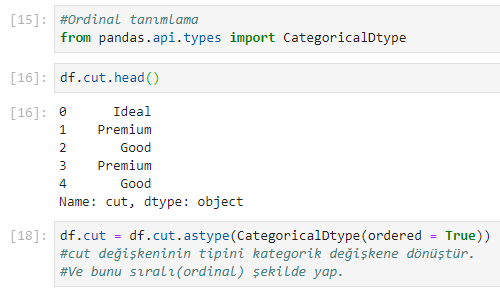 [15]: #Ordinal tanımlama
from pandas.api.types import CategoricalDtype
[16]: df.cut.head()
[16]: 0 Ideal
1 Premium
2 Good
3 Premium
4 Good
Name: cut, dtype: object
[18]: df.cut = df.cut.astype(CategoricalDtype(ordered = True))
#cut değişkeninin tipini kategorik değişkene dönüştür.
#Ve bunu sıralı(ordinal) şekilde yap.